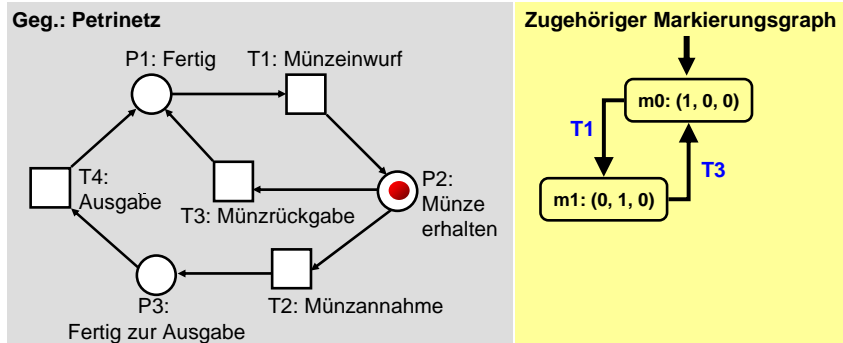 Geg.: Petrinetz
P1: Fertig
T1: Münzeinwurf
T4:
Ausgabe
T3: Münzrückgabe
P2:
Münze
erhalten
P3:
Fertig zur Ausgabe
T2: Münzannahme
Zugehöriger Markierungsgraph
m0: (1, 0, 0)
T1
T3
m1: (0, 1, 0)